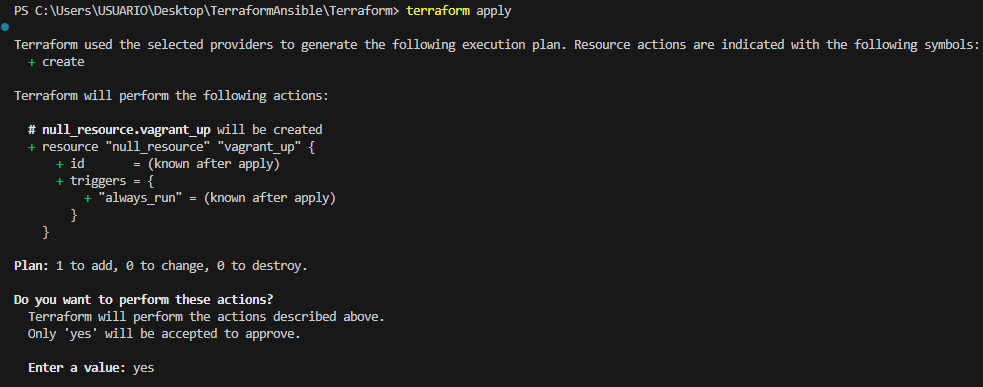 PS C:\Users\USUARIO\Desktop\TerraformAnsible\Terraform> terraform apply
Terraform used the selected providers to generate the following execution plan. Resource actions are indicated with the following symbols:
+ create
Terraform will perform the following actions:
# null_resource.vagrant_up will be created
+ resource "null_resource" "vagrant_up" {
+ id       = (known after apply)
+ triggers = {
+ "always_run" = (known after apply)
}
}
Plan: 1 to add, 0 to change, 0 to destroy.
Do you want to perform these actions?
Terraform will perform the actions described above.
Only 'yes' will be accepted to approve.
Enter a value: yes